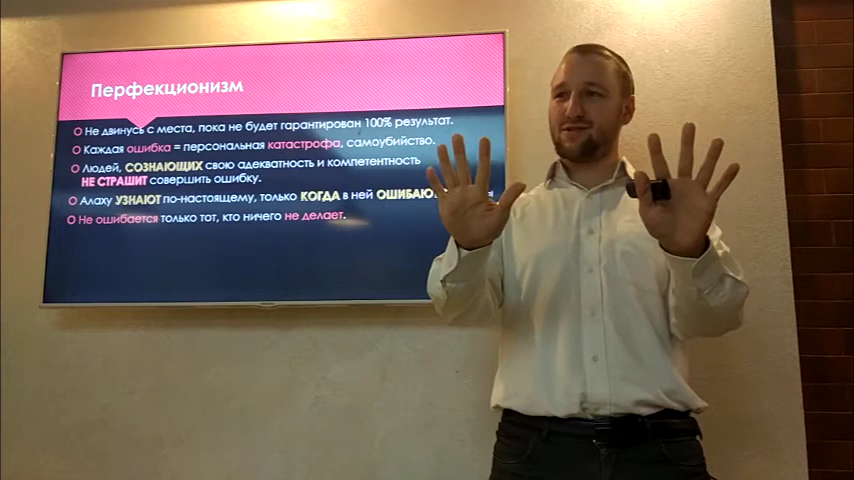 Перфекционизм
Не двинусь с места, пока не будет гарантирован 100% результат.
Каждая ошибка = персональная катастрофа, самоубийство.
Людей, СОЗНАЮЩИХ свою адекватность и компетентность
НЕ СТРАШИТ совершить ошибку.
Алаху УЗНАЮТ по-настоящему, только КОГДА в ней
Не ошибается только тот, кто ничего не делает.